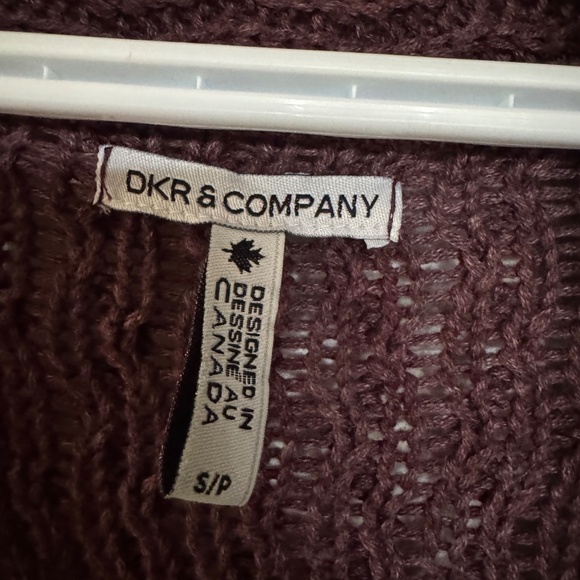 DKR & COMPANY
DESIGNED IN
DESSINÉ AU
CANADA
S/P